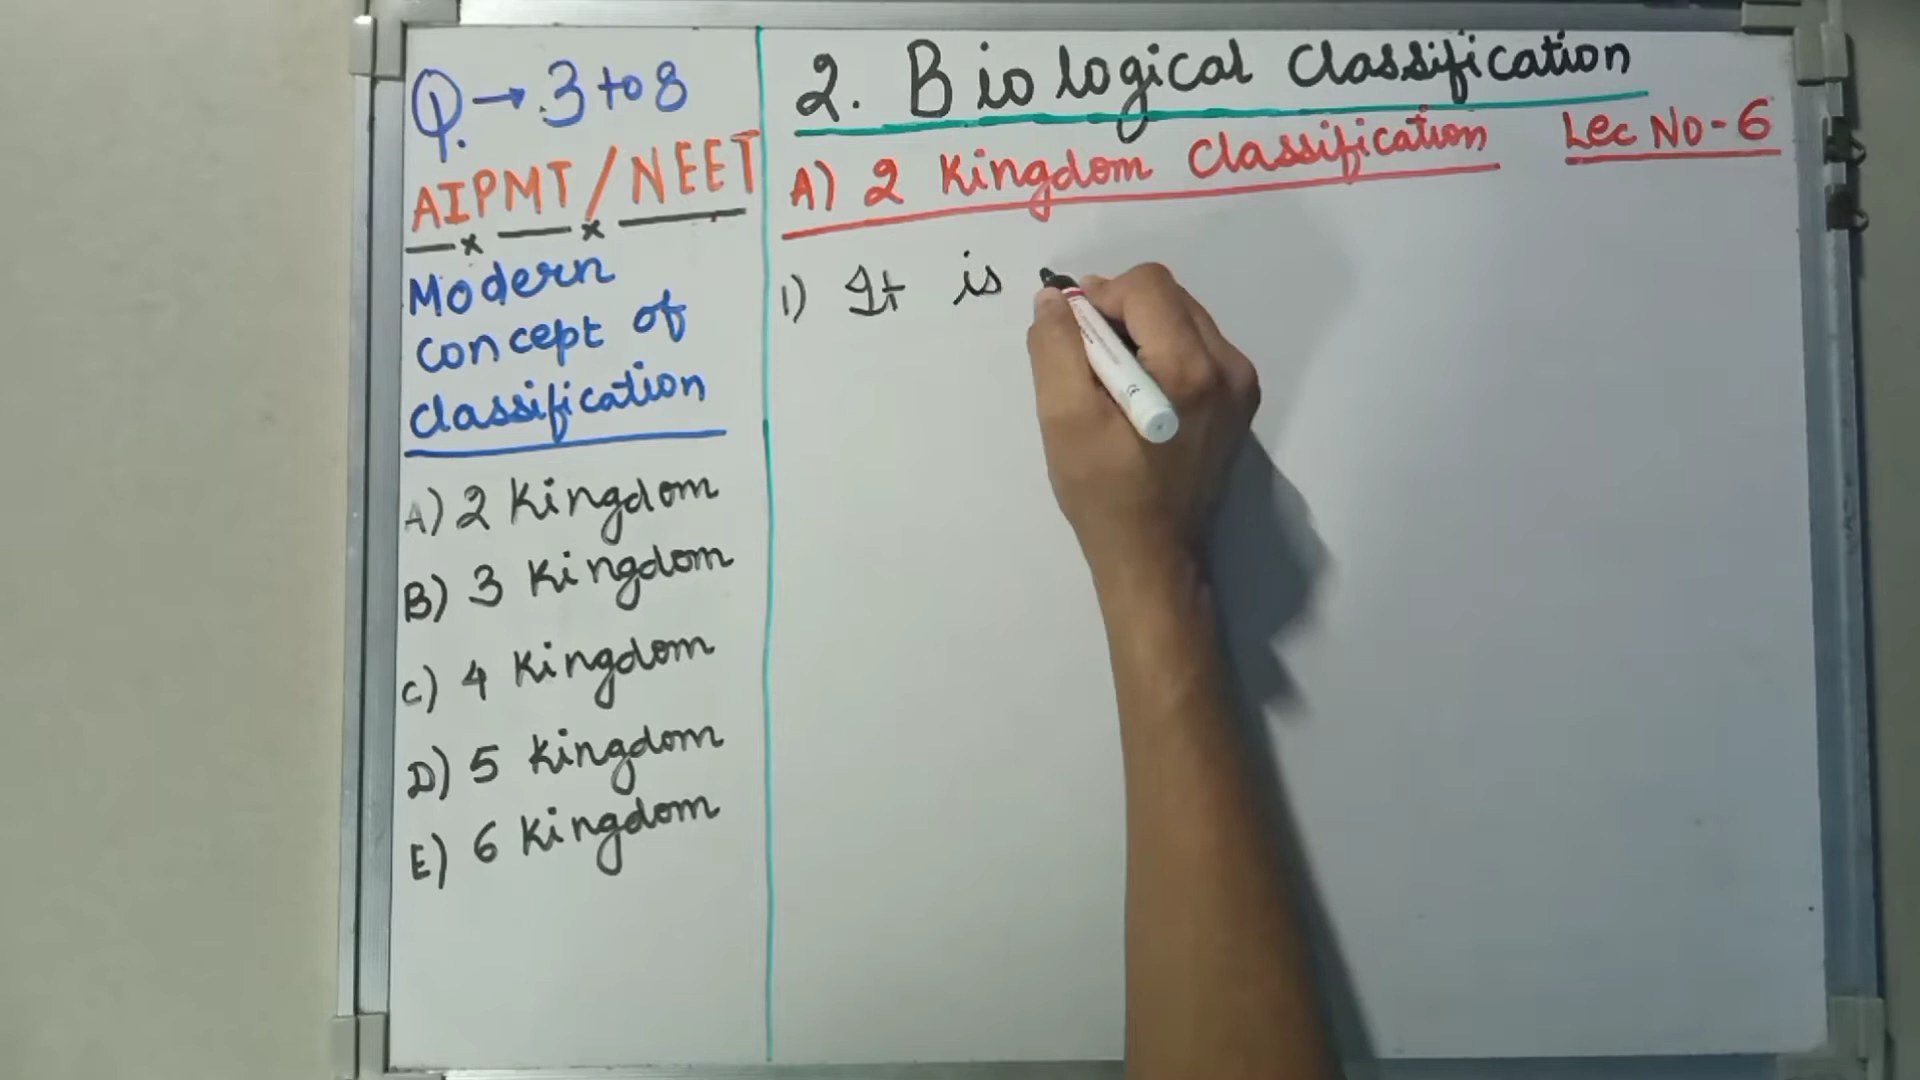 Q. → 3 to 8
AIPMT / NEET
Modern
concept of
classification
A) 2 Kingdom
B) 3 Kingdom
C) 4 Kingdom
D) 5 Kingdom
E) 6 Kingdom
2. Biological Classification
A) 2 Kingdom Classification Lec No - 6
1) It is